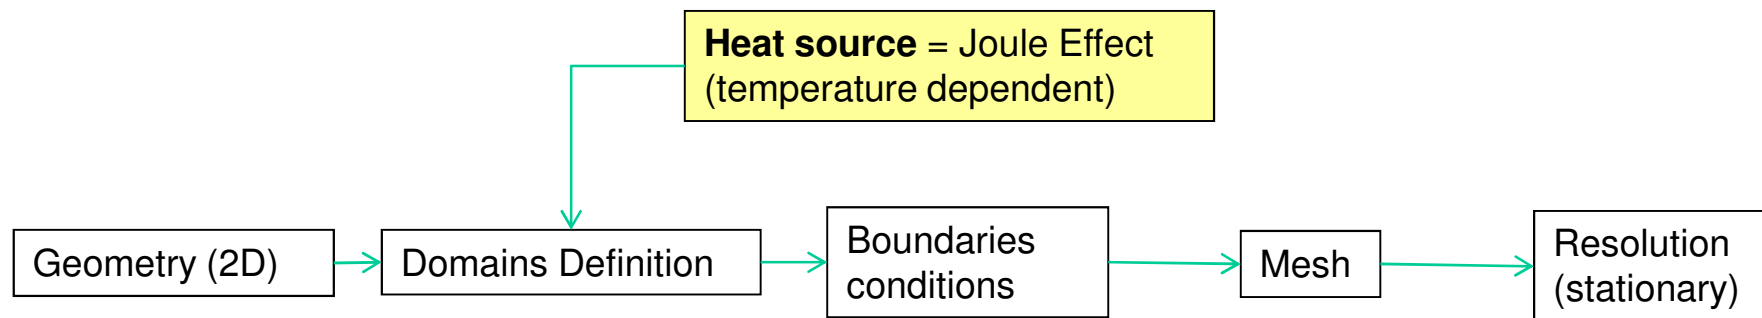 Heat source = Joule Effect
(temperature dependent)
Geometry (2D)
Domains Definition
Boundaries
conditions
Mesh
Resolution
(stationary)